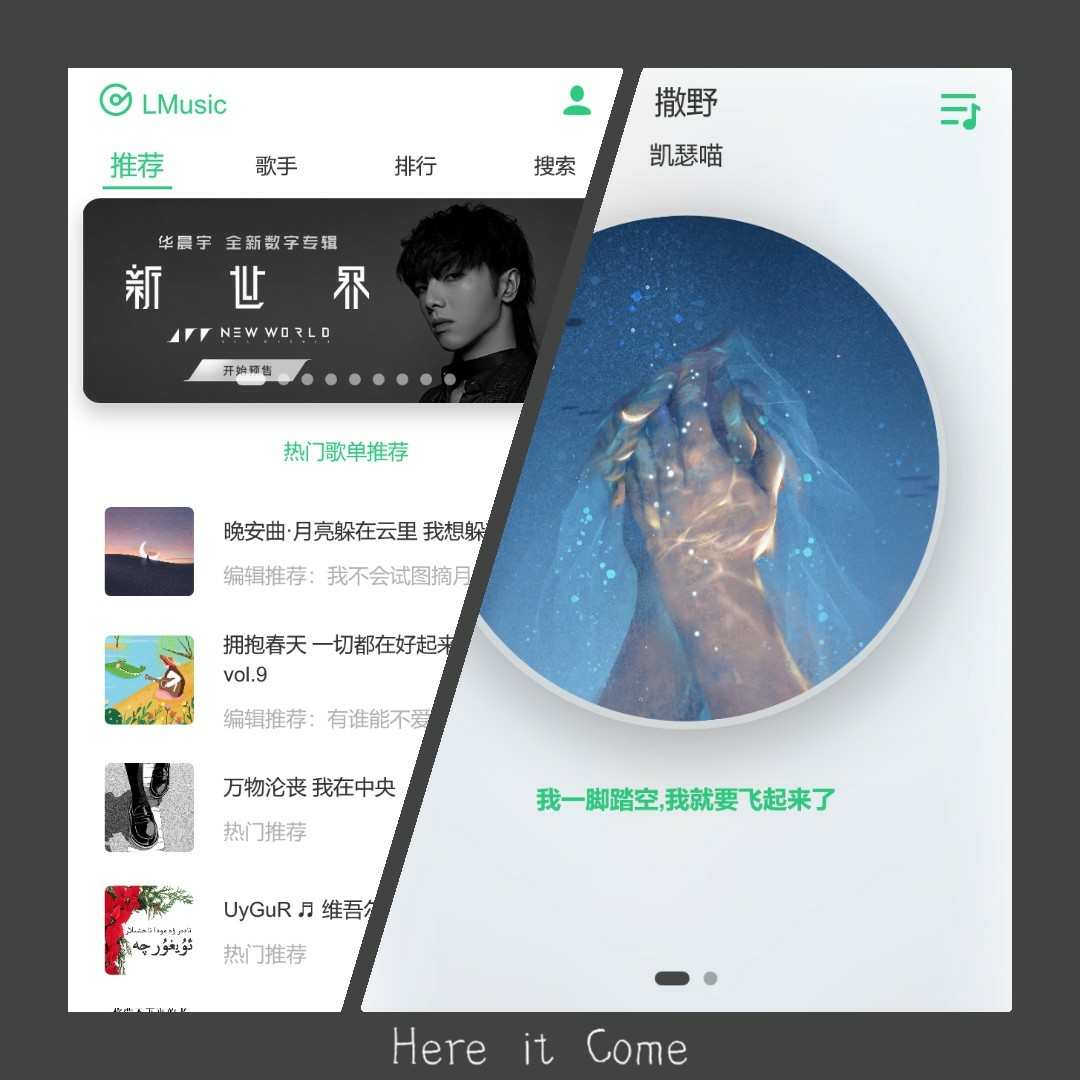 LMusic
推荐
歌手
排行
搜索
华晨宇 全新数字专辑
新世界
NEW WORLD
开始预售
热门歌单推荐
晚安曲·月亮躲在云里 我想躲
编辑推荐：我不会试图摘月
拥抱春天 一切都在好起来
vol.9
编辑推荐：有谁能不爱
万物沦丧 我在中央
热门推荐
UyGuR ♬ 维吾尔
热门推荐
ئۇيغۇرچە
撒野
凯瑟喵
我一脚踏空,我就要飞起来了
Here it Come